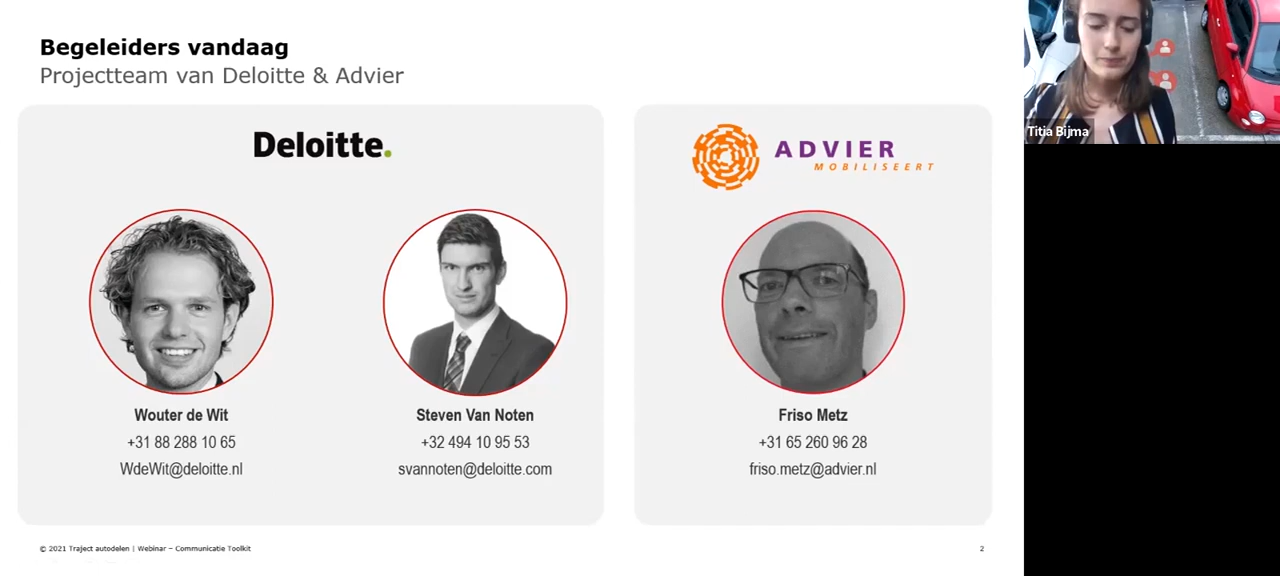 Begeleiders vandaag
Projectteam van Deloitte & Advier
Deloitte.
ADVIER
MOBILISEERT
Wouter de Wit
+31 88 288 10 65
WdeWit@deloitte.nl
Steven Van Noten
+32 494 10 95 53
svannoten@deloitte.com
Friso Metz
+31 65 260 96 28
friso.metz@advier.nl
© 2021 Traject autodelen | Webinar – Communicatie Toolkit
2
Titja Bijma